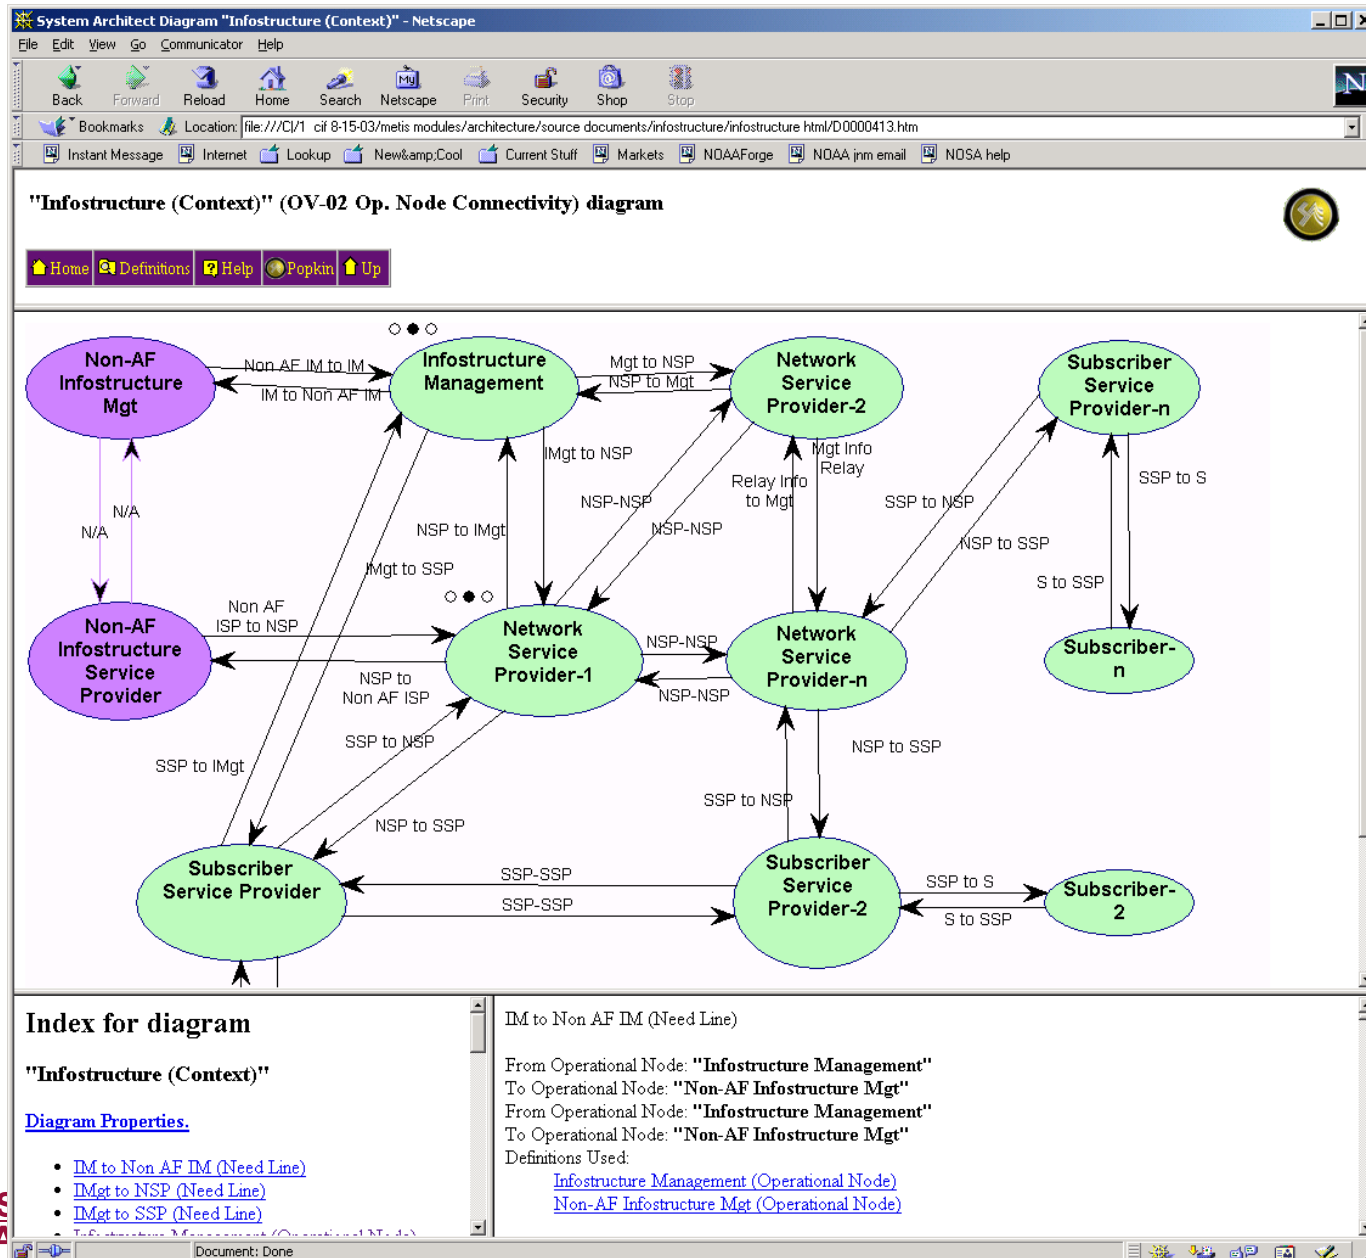 System Architect Diagram "Infostructure (Context)" - Netscape
File Edit View Go Communicator Help
Back Forward Reload Home Search Netscape Print Security Shop Stop
My
N
Bookmarks Location: file:///C|/1 cif 8-15-03/metis modules/architecture/source documents/infostructure/infostructure html/D0000413.htm
Instant Message Internet Lookup New&amp;Cool Current Stuff Markets NOAAForge NOAA jnm email NOSA help
"Infostructure (Context)" (OV-02 Op. Node Connectivity) diagram
Home Definitions Help Popkin Up
Non-AF
Infostructure
Mgt
Non AF IM to IM
IM to Non AF IM
Infostructure
Management
Mgt to NSP
NSP to Mgt
Network
Service
Provider-2
Subscriber
Service
Provider-n
IMgt to NSP
Mgt Info
Relay
Relay Info
to Mgt
SSP to S
NSP-NSP
NSP-NSP
SSP to NSP
N/A
N/A
NSP to IMgt
NSP to SSP
IMgt to SSP
S to SSP
Non AF
ISP to NSP
Non-AF
Infostructure
Service
Provider
Network
Service
Provider-1
NSP-NSP
NSP-NSP
Network
Service
Provider-n
Subscriber-
n
NSP to
Non AF ISP
SSP to NSP
SSP to IMgt
NSP to SSP
SSP to NSP
NSP to SSP
Subscriber
Service Provider
SSP-SSP
SSP-SSP
Subscriber
Service
Provider-2
SSP to S
S to SSP
Subscriber-
2
Index for diagram
"Infostructure (Context)"
Diagram Properties.
IM to Non AF IM (Need Line)
IMgt to NSP (Need Line)
IMgt to SSP (Need Line)
Infostructure Management (Operational Node)
IM to Non AF IM (Need Line)
From Operational Node: "Infostructure Management"
To Operational Node: "Non-AF Infostructure Mgt"
From Operational Node: "Infostructure Management"
To Operational Node: "Non-AF Infostructure Mgt"
Definitions Used:
Infostructure Management (Operational Node)
Non-AF Infostructure Mgt (Operational Node)
Document: Done